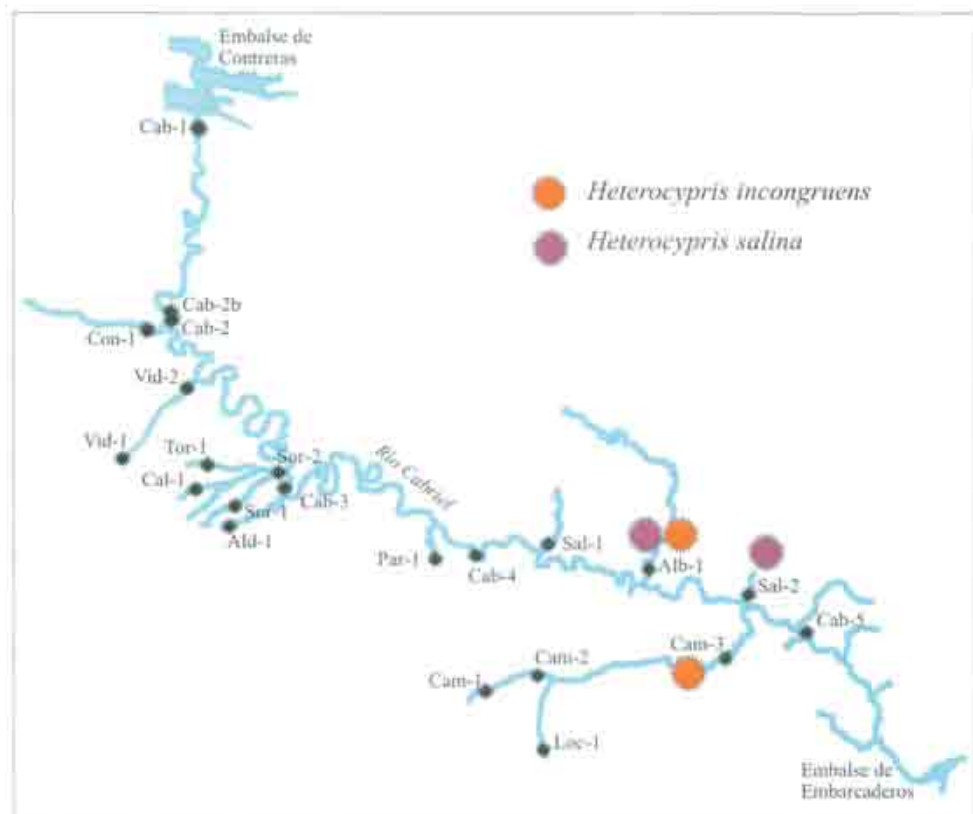 Embalse de
Contreras
Cab-1
Heterocypris incongruens
Heterocypris salina
Cab-2b
Cab-2
Con-1
Vid-2
Vid-1
Tor-1
Sor-2
Cal-1
Cab-3
Sor-1
Ald-1
Río Cabriel
Par-1
Cab-4
Sal-1
Alb-1
Sal-2
Cab-5
Cam-3
Cam-2
Cam-1
Loc-1
Embalse de
Embarcaderos